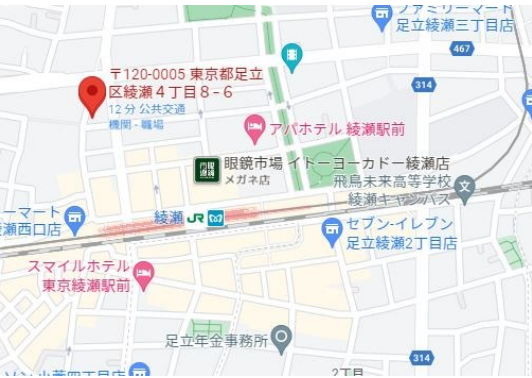 ファミリーマート
足立綾瀬三丁目店
467
〒120-0005 東京都足立
区綾瀬4丁目8-6
12 分 公共交通
機関 - 職場
314
アパホテル 綾瀬駅前
眼鏡市場 イトーヨーカドー綾瀬店
メガネ店
飛鳥未来高等学校
綾瀬キャンパス
ーマート
瀬西口店
綾瀬 JR
セブン-イレブン
足立綾瀬2丁目店
スマイルホテル
東京綾瀬駅前
足立年金事務所
314
2丁目
小菅四丁目店